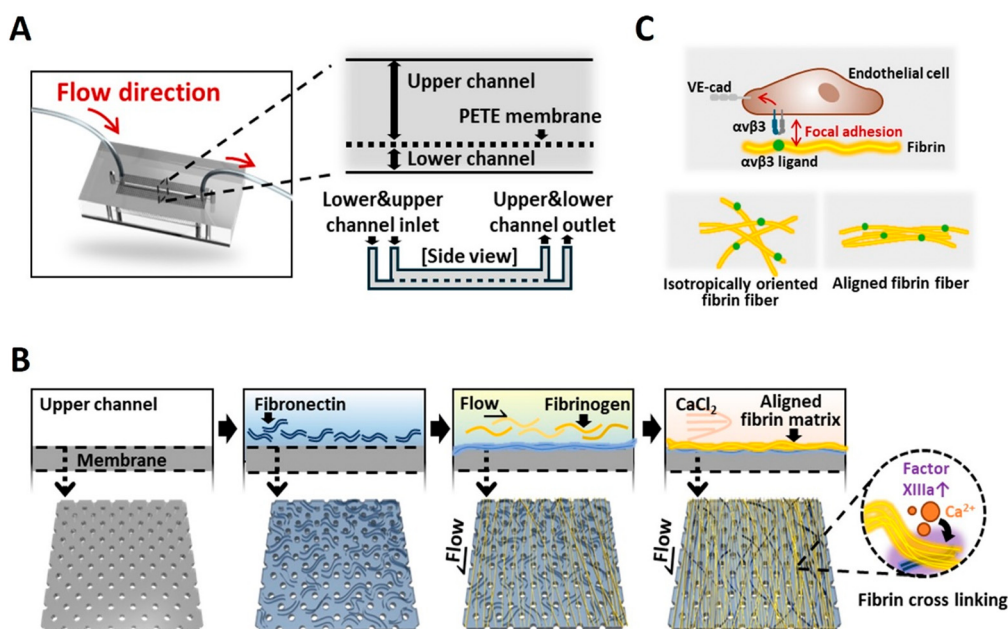 A
Flow direction
Upper channel
PETE membrane
Lower channel
Lower&upper
channel inlet
Upper&lower
channel outlet
[Side view]
C
Endothelial cell
VE-cad
αvβ3
Focal adhesion
Fibrin
αvβ3 ligand
Isotropically oriented
fibrin fiber
Aligned fibrin fiber
B
Upper channel
Membrane
Fibronectin
Flow
Fibrinogen
CaCl2
Aligned
fibrin matrix
Flow
Flow
Factor
XIIIa↑
Ca2+
Fibrin cross linking